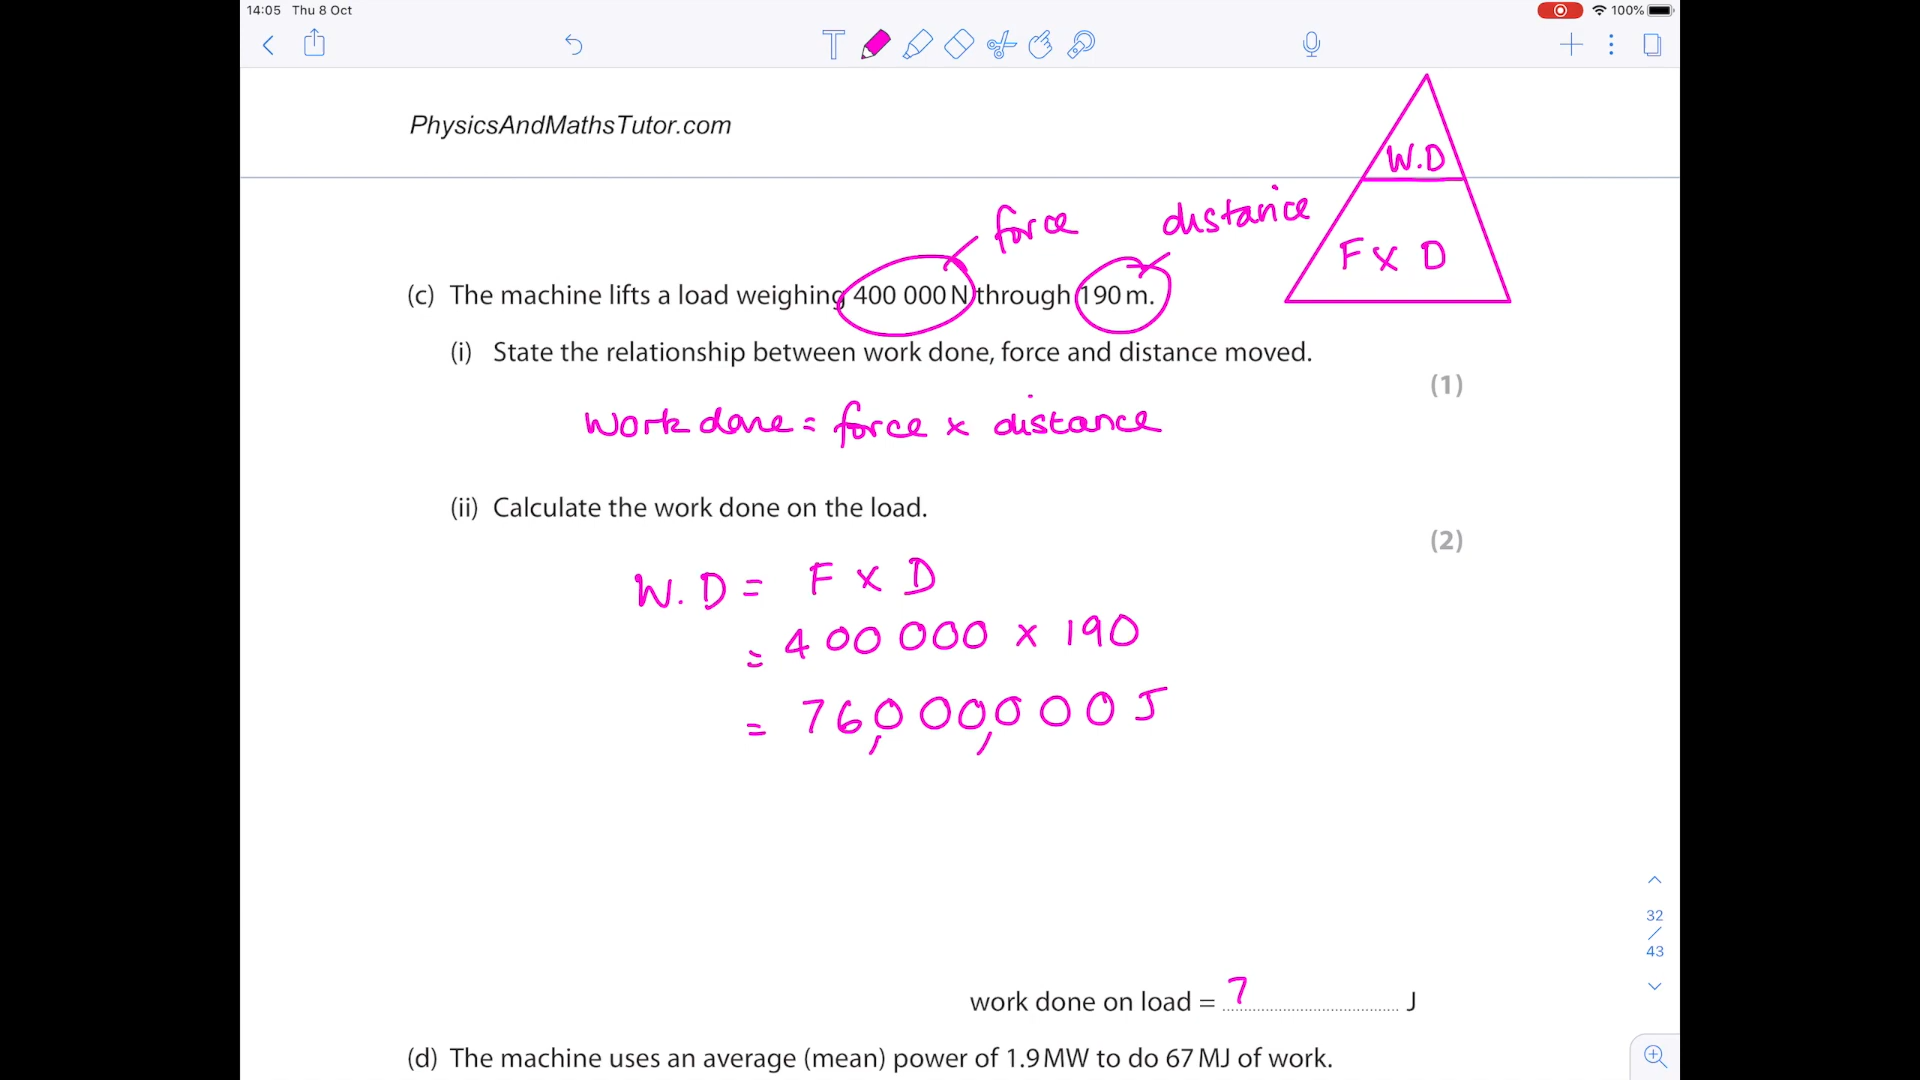 14:05 Thu 8 Oct
100%
T
PhysicsAndMathsTutor.com
W.D
F x D
force
distance
(c) The machine lifts a load weighing 400 000 N through 190 m.
(i) State the relationship between work done, force and distance moved.
(1)
Work done = force x distance
(ii) Calculate the work done on the load.
(2)
W.D = F x D
= 400 000 x 190
= 76,000,000 J
32
/
43
work done on load = 7 .......... J
(d) The machine uses an average (mean) power of 1.9 MW to do 67 MJ of work.